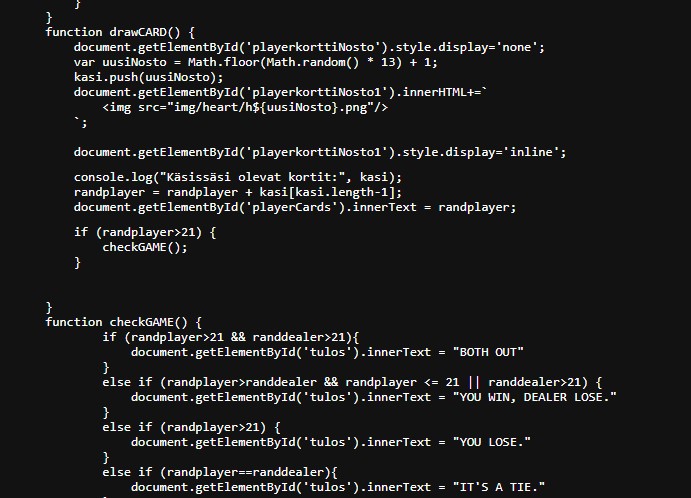 }
}
function drawCARD() {
document.getElementById('playerkorttiNosto').style.display='none';
var uusiNosto = Math.floor(Math.random() * 13) + 1;
kasi.push(uusiNosto);
document.getElementById('playerkorttiNosto1').innerHTML+=`
<img src="img/heart/h${uusiNosto}.png"/>
`;
document.getElementById('playerkorttiNosto1').style.display='inline';
console.log("Käsissäsi olevat kortit:", kasi);
randplayer = randplayer + kasi[kasi.length-1];
document.getElementById('playerCards').innerText = randplayer;
if (randplayer>21) {
checkGAME();
}
}
function checkGAME() {
if (randplayer>21 && randdealer>21){
document.getElementById('tulos').innerText = "BOTH OUT"
}
else if (randplayer>randdealer && randplayer <= 21 || randdealer>21) {
document.getElementById('tulos').innerText = "YOU WIN, DEALER LOSE."
}
else if (randplayer>21) {
document.getElementById('tulos').innerText = "YOU LOSE."
}
else if (randplayer==randdealer){
document.getElementById('tulos').innerText = "IT'S A TIE."
}